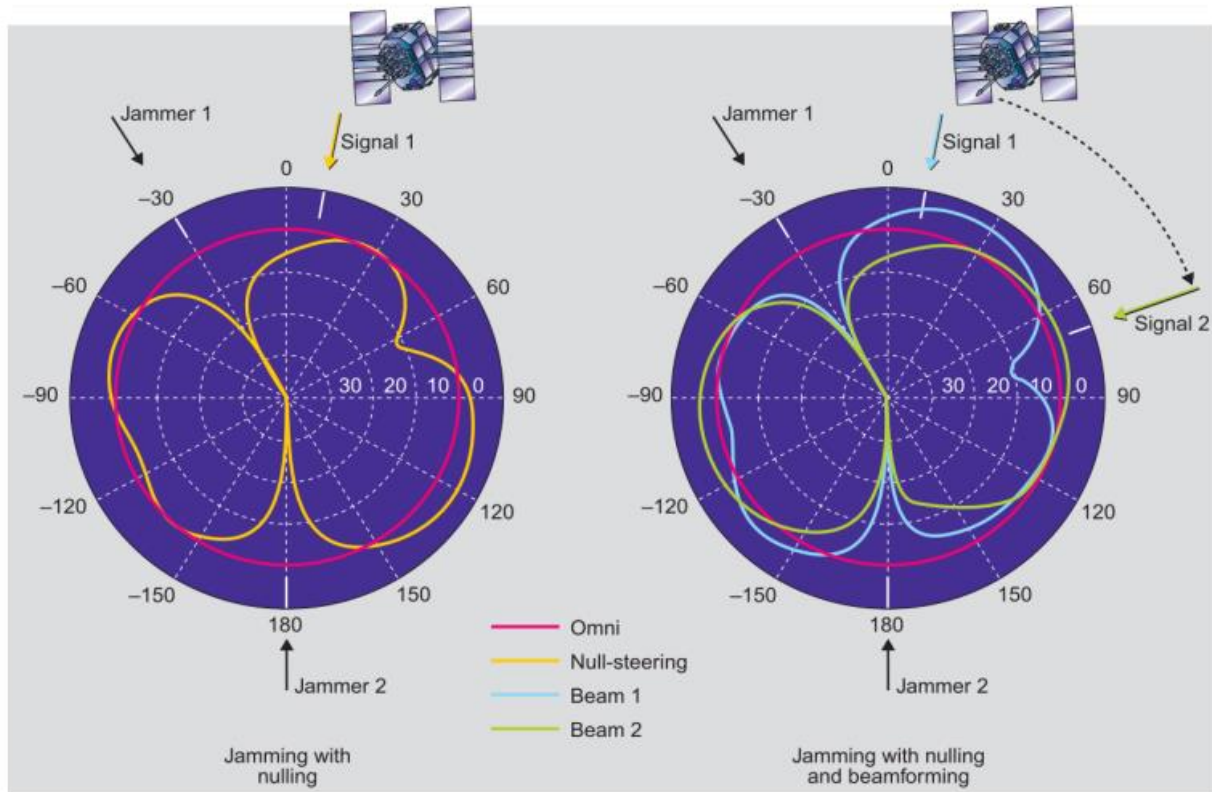 Jammer 1
Signal 1
0
–30
30
–60
60
30 20 10 0
–90
90
–120
120
–150
150
180
Jammer 2
Jamming with
nulling
Jammer 1
Signal 1
0
–30
30
–60
60
Signal 2
30 20 10 0
–90
90
–120
120
–150
150
180
Jammer 2
Jamming with nulling
and beamforming
Omni
Null-steering
Beam 1
Beam 2